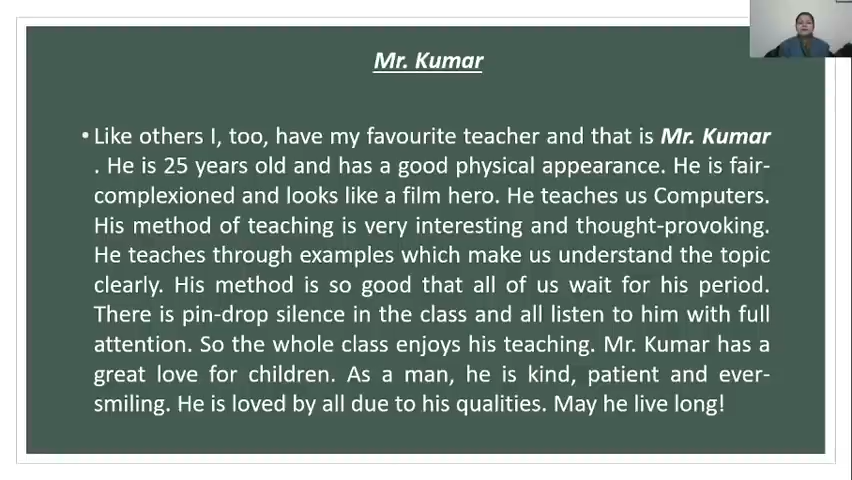 Mr. Kumar
• Like others I, too, have my favourite teacher and that is Mr. Kumar
. He is 25 years old and has a good physical appearance. He is fair-
complexioned and looks like a film hero. He teaches us Computers.
His method of teaching is very interesting and thought-provoking.
He teaches through examples which make us understand the topic
clearly. His method is so good that all of us wait for his period.
There is pin-drop silence in the class and all listen to him with full
attention. So the whole class enjoys his teaching. Mr. Kumar has a
great love for children. As a man, he is kind, patient and ever-
smiling. He is loved by all due to his qualities. May he live long!